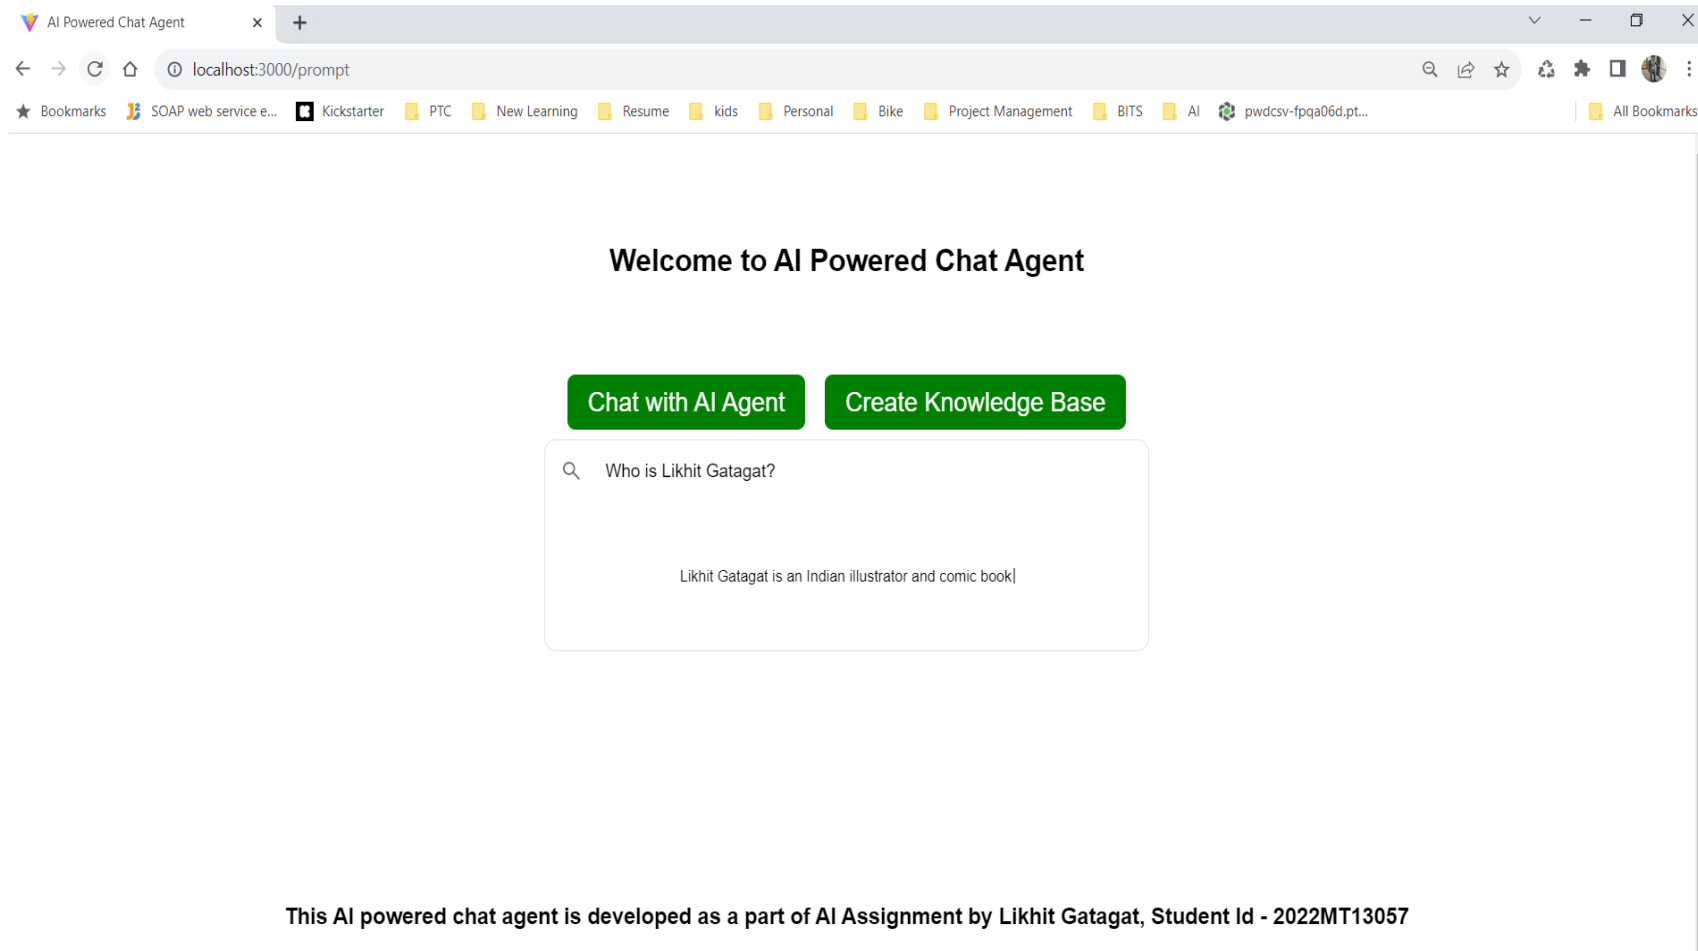 AI Powered Chat Agent
localhost:3000/prompt
Bookmarks SOAP web service e... Kickstarter PTC New Learning Resume kids Personal Bike Project Management BITS AI pwdcsv-fpqa06d.pt... All Bookmarks
Welcome to AI Powered Chat Agent
Chat with AI Agent Create Knowledge Base
Who is Likhit Gatagat?
Likhit Gatagat is an Indian illustrator and comic book
This AI powered chat agent is developed as a part of AI Assignment by Likhit Gatagat, Student Id - 2022MT13057